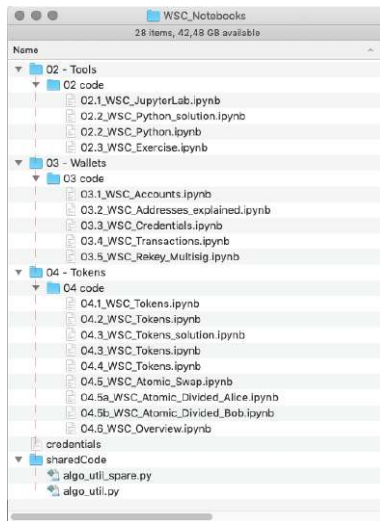 WSC_Notebooks
28 items, 42,48 GB available
Name
02 - Tools
02 code
02.1_WSC_JupyterLab.ipynb
02.2_WSC_Python_solution.ipynb
02.2_WSC_Python.ipynb
02.3_WSC_Exercise.ipynb
03 - Wallets
03 code
03.1_WSC_Accounts.ipynb
03.2_WSC_Addresses_explained.ipynb
03.3_WSC_Credentials.ipynb
03.4_WSC_Transactions.ipynb
03.5_WSC_Rekey_Multisig.ipynb
04 - Tokens
04 code
04.1_WSC_Tokens.ipynb
04.2_WSC_Tokens.ipynb
04.3_WSC_Tokens_solution.ipynb
04.3_WSC_Tokens.ipynb
04.4_WSC_Tokens.ipynb
04.5_WSC_Atomic_Swap.ipynb
04.5a_WSC_Atomic_Divided_Alice.ipynb
04.5b_WSC_Atomic_Divided_Bob.ipynb
04.6_WSC_Overview.ipynb
credentials
sharedCode
algo_util_spare.py
algo_util.py